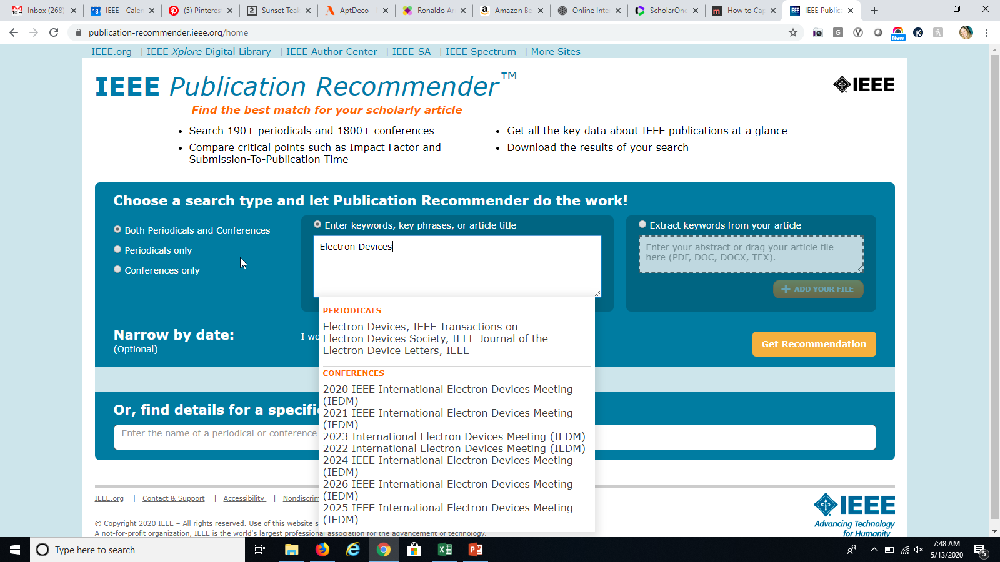 Inbox (268)
100+
IEEE - Calen
13
(5) Pinteres
Sunset Teak
2
AptDeco -
Ronaldo Ar
Amazon Be
Online Inte
ScholarOne
How to Cap
IEEE Publica
publication-recommender.ieee.org/home
New
IEEE.org | IEEE Xplore Digital Library | IEEE Author Center | IEEE-SA | IEEE Spectrum | More Sites
IEEE Publication Recommender™
IEEE
Find the best match for your scholarly article
• Search 190+ periodicals and 1800+ conferences
• Compare critical points such as Impact Factor and
Submission-To-Publication Time
• Get all the key data about IEEE publications at a glance
• Download the results of your search
Choose a search type and let Publication Recommender do the work!
Both Periodicals and Conferences
Periodicals only
Conferences only
Enter keywords, key phrases, or article title
Electron Devices
Extract keywords from your article
Enter your abstract or drag your article file
here (PDF, DOC, DOCX, TEX).
+ ADD YOUR FILE
PERIODICALS
Electron Devices, IEEE Transactions on
Electron Devices Society, IEEE Journal of the
Electron Device Letters, IEEE
CONFERENCES
2020 IEEE International Electron Devices Meeting
(IEDM)
2021 IEEE International Electron Devices Meeting
(IEDM)
2023 International Electron Devices Meeting (IEDM)
2022 International Electron Devices Meeting (IEDM)
2024 IEEE International Electron Devices Meeting
(IEDM)
2026 IEEE International Electron Devices Meeting
(IEDM)
2025 IEEE International Electron Devices Meeting
(IEDM)
Narrow by date:
(Optional)
I wo
Get Recommendation
Or, find details for a specifi
Enter the name of a periodical or conference
IEEE.org | Contact & Support | Accessibility | Nondiscrim
© Copyright 2020 IEEE – All rights reserved. Use of this website s
A not-for-profit organization, IEEE is the world's largest professional association for the advancement of technology.
IEEE
Advancing Technology
for Humanity
Type here to search
7:48 AM
5/13/2020
5